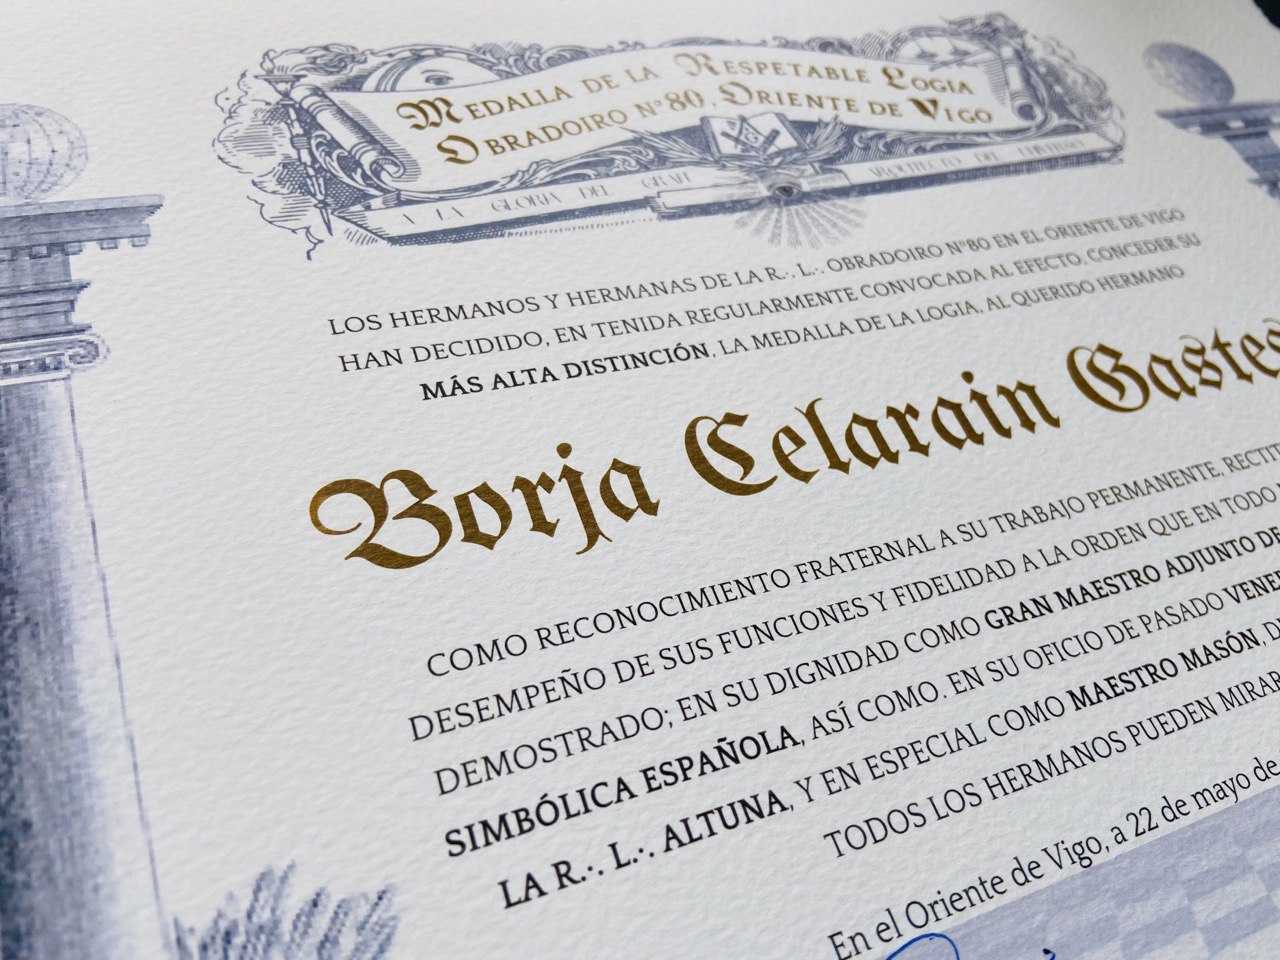 MEDALLA DE LA RESPETABLE LOGIA
OBRADOIRO Nº 80, ORIENTE DE VIGO
A LA GLORIA DEL GRAN ARQUITECTO DEL UNIVERSO
LOS HERMANOS Y HERMANAS DE LA R∴ L∴ OBRADOIRO Nº80 EN EL ORIENTE DE VIGO
HAN DECIDIDO, EN TENIDA REGULARMENTE CONVOCADA AL EFECTO, CONCEDER SU
MÁS ALTA DISTINCIÓN, LA MEDALLA DE LA LOGIA, AL QUERIDO HERMANO
Borja Celarain Gaste
COMO RECONOCIMIENTO FRATERNAL A SU TRABAJO PERMANENTE, RECTIT
DESEMPEÑO DE SUS FUNCIONES Y FIDELIDAD A LA ORDEN QUE EN TODO
DEMOSTRADO; EN SU DIGNIDAD COMO GRAN MAESTRO ADJUNTO DE
SIMBÓLICA ESPAÑOLA, ASÍ COMO. EN SU OFICIO DE PASADO VENE
LA R∴ L∴ ALTUNA, Y EN ESPECIAL COMO MAESTRO MASÓN, D
TODOS LOS HERMANOS PUEDEN MIRAR
En el Oriente de Vigo, a 22 de mayo de